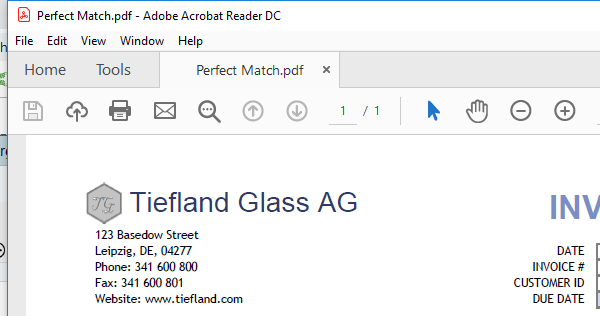 Perfect Match.pdf - Adobe Acrobat Reader DC
File Edit View Window Help
Home Tools Perfect Match.pdf ×
1 / 1
TG Tiefland Glass AG
INV
123 Basedow Street
Leipzig, DE, 04277
Phone: 341 600 800
Fax: 341 600 801
Website: www.tiefland.com
DATE
INVOICE #
CUSTOMER ID
DUE DATE